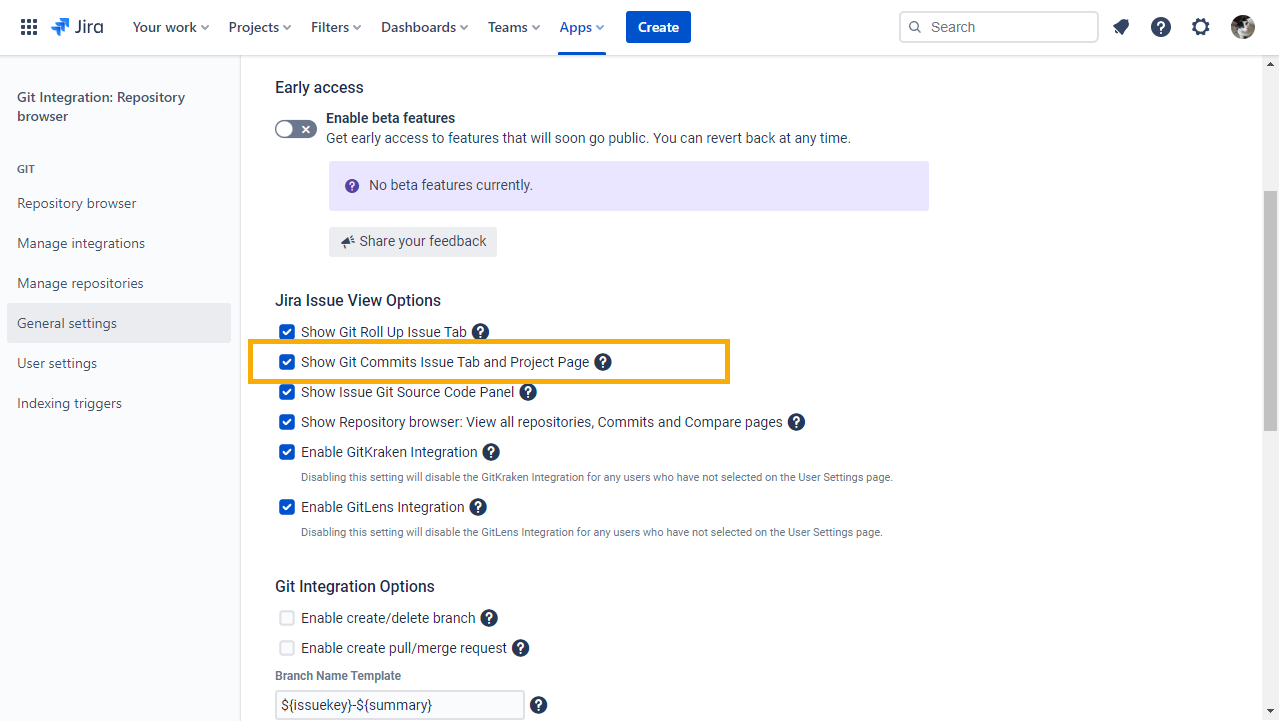 Jira
Your work
Projects
Filters
Dashboards
Teams
Apps
Create
Search
Git Integration: Repository
browser
GIT
Repository browser
Manage integrations
Manage repositories
General settings
User settings
Indexing triggers
Early access
Enable beta features
Get early access to features that will soon go public. You can revert back at any time.
No beta features currently.
Share your feedback
Jira Issue View Options
Show Git Roll Up Issue Tab
Show Git Commits Issue Tab and Project Page
Show Issue Git Source Code Panel
Show Repository browser: View all repositories, Commits and Compare pages
Enable GitKraken Integration
Disabling this setting will disable the GitKraken Integration for any users who have not selected on the User Settings page.
Enable GitLens Integration
Disabling this setting will disable the GitLens Integration for any users who have not selected on the User Settings page.
Git Integration Options
Enable create/delete branch
Enable create pull/merge request
Branch Name Template
${issuekey}-${summary}